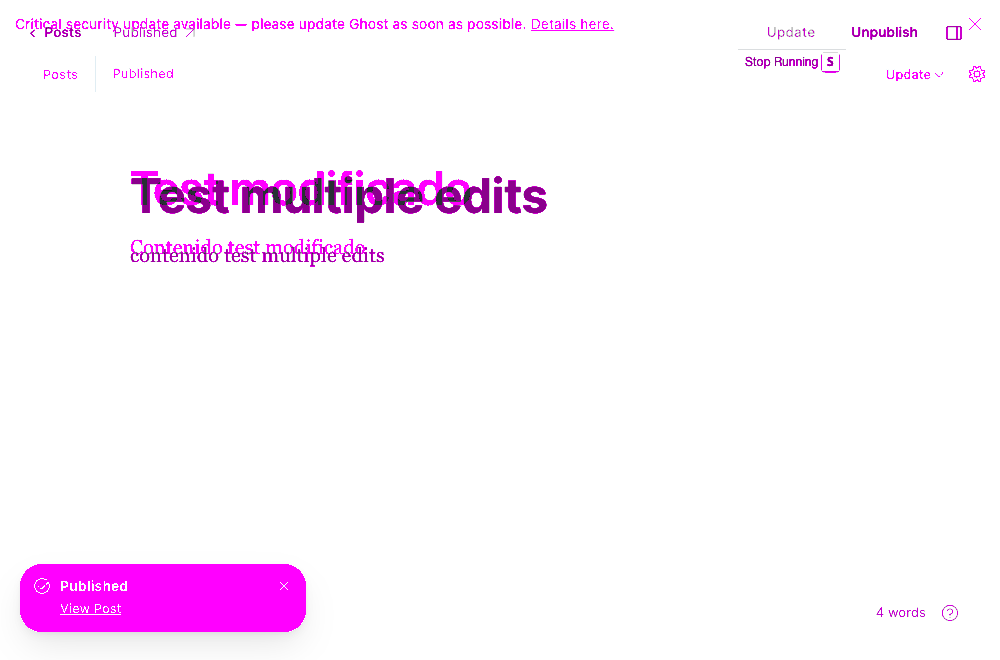 Critical security update available — please update Ghost as soon as possible. Details here.
Posts Published Update Unpublish
Stop Running S
Posts Published Update
Test modificado
Test multiple edits
Contenido test modificado
contenido test multiple edits
Published
View Post
4 words